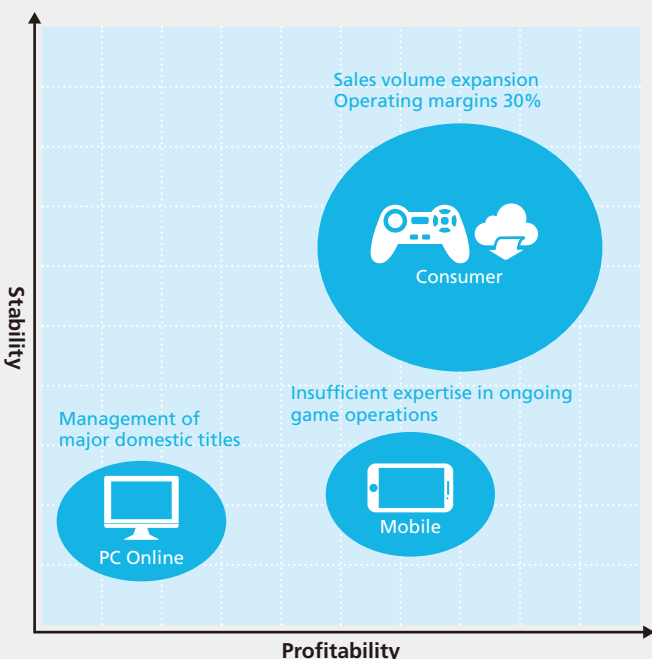 Sales volume expansion
Operating margins 30%
Consumer
Stability
Insufficient expertise in ongoing
game operations
Management of
major domestic titles
Mobile
PC Online
Profitability